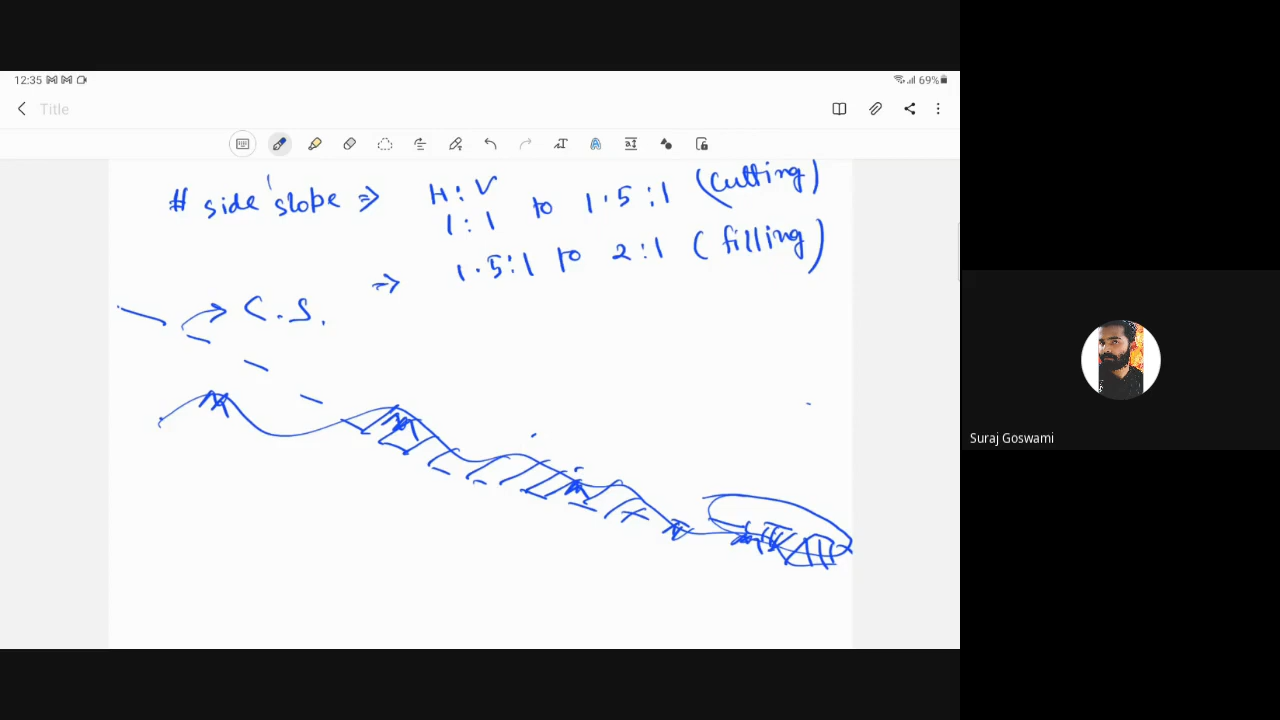 12:35
69%
Title
# side slope ⇒ H:V
1:1 to 1.5:1 (cutting)
⇒ 1.5:1 to 2:1 (filling)
→ C.S.
Suraj Goswami